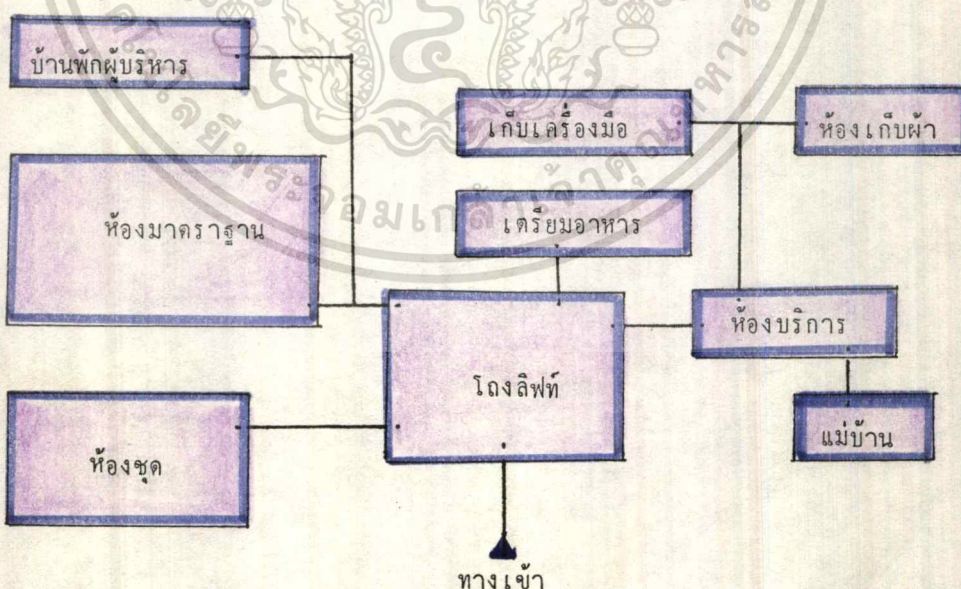 บ้านพักผู้บริหาร
เก็บเครื่องมือ
ห้องเก็บผ้า
ห้องมาตราฐาน
เตรียมอาหาร
ห้องบริการ
โถงลิฟท์
แม่บ้าน
ห้องชุด
ทางเข้า